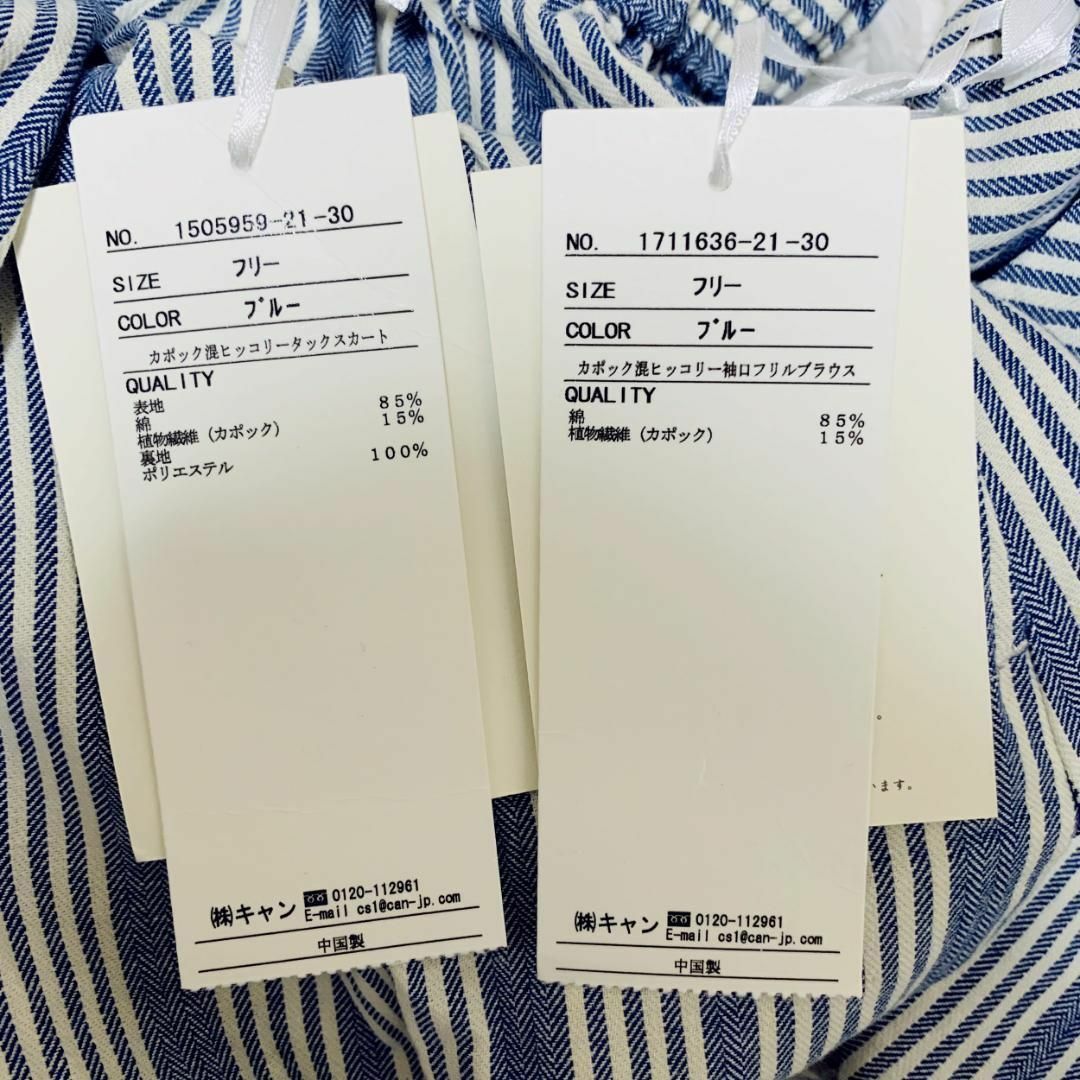 NO. 1505959-21-30
SIZE フリー
COLOR ブルー
カポック混ヒッコリータックスカート
QUALITY
表地
綿 85%
植物繊維(カポック) 15%
裏地
ポリエステル 100%
(株)キャン 0120-112961
E-mail cs1@can-jp.com
中国製
NO. 1711636-21-30
SIZE フリー
COLOR ブルー
カポック混ヒッコリー袖口フリルブラウス
QUALITY
綿 85%
植物繊維(カポック) 15%
(株)キャン 0120-112961
E-mail cs1@can-jp.com
中国製
。
います。